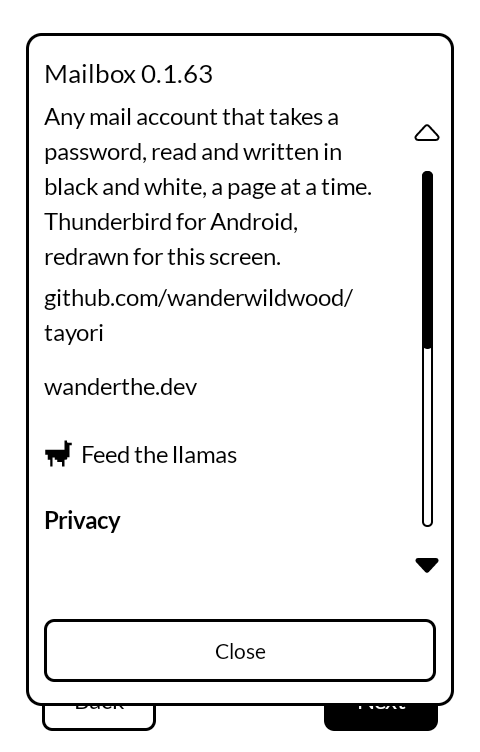 Mailbox 0.1.63
Any mail account that takes a
password, read and written in
black and white, a page at a time.
Thunderbird for Android,
redrawn for this screen.
github.com/wanderwildwood/
tayori
wanderthe.dev
Feed the llamas
Privacy
Close
Back Next